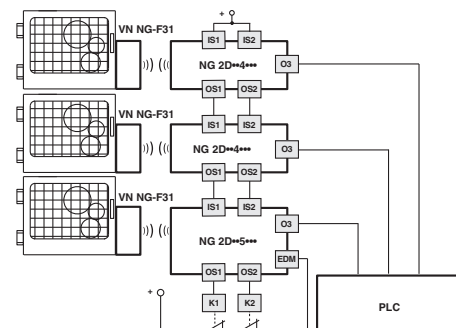 +
VN NG-F31
IS1 IS2
NG 2D••4•••
O3
OS1 OS2
VN NG-F31
IS1 IS2
NG 2D••4•••
O3
OS1 OS2
VN NG-F31
IS1 IS2
O3
NG 2D••5•••
EDM
OS1 OS2
+
K1 K2
PLC